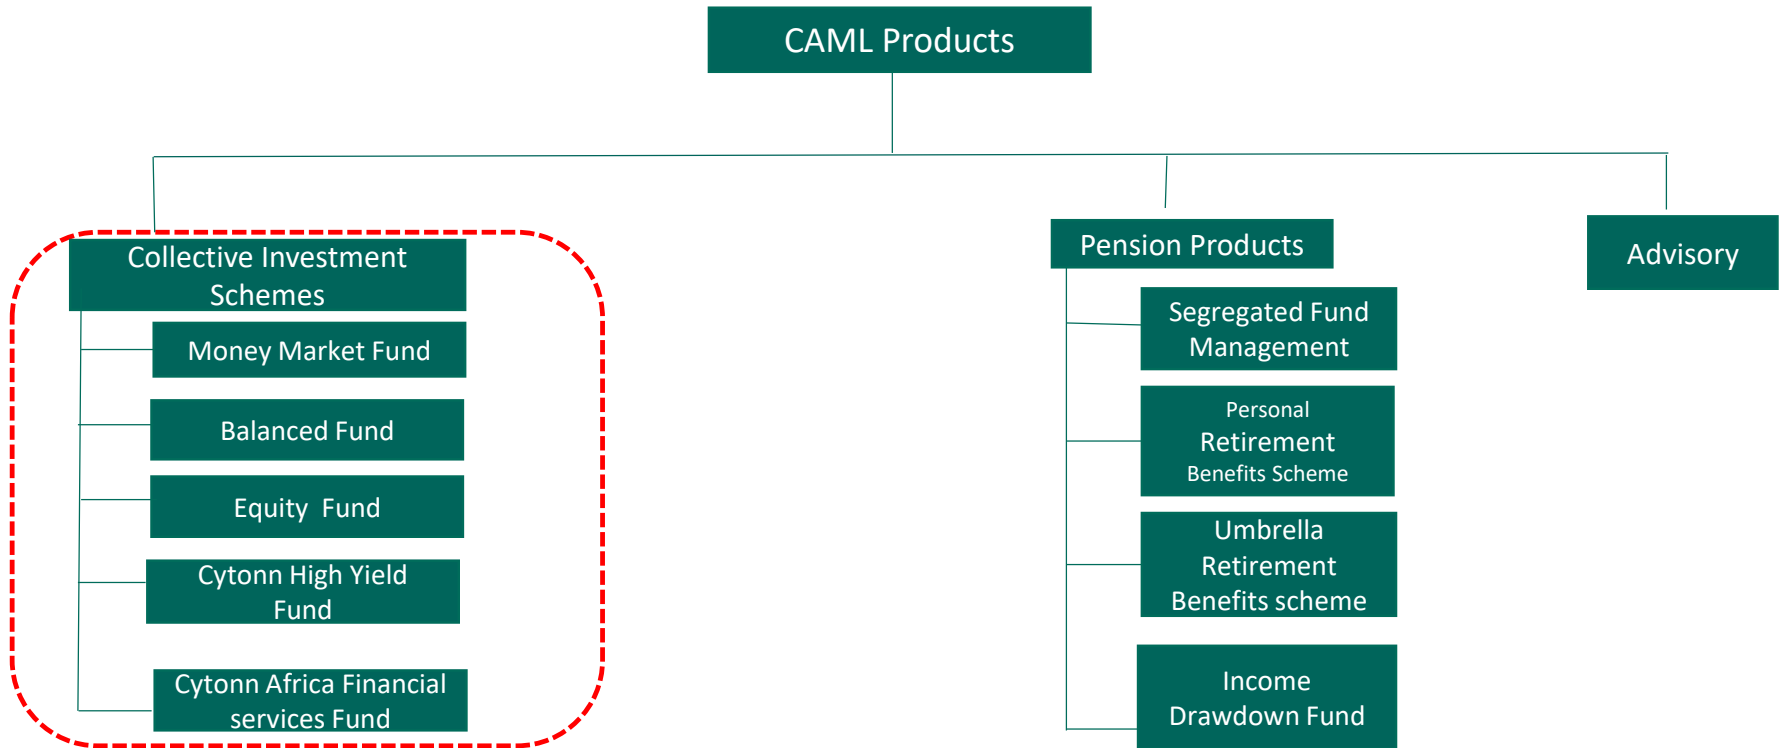 CAML Products
Collective Investment
Schemes
Money Market Fund
Balanced Fund
Equity  Fund
Cytonn High Yield
Fund
Cytonn Africa Financial
services Fund
Pension Products
Segregated Fund
Management
Personal
Retirement
Benefits Scheme
Umbrella
Retirement
Benefits scheme
Income
Drawdown Fund
Advisory